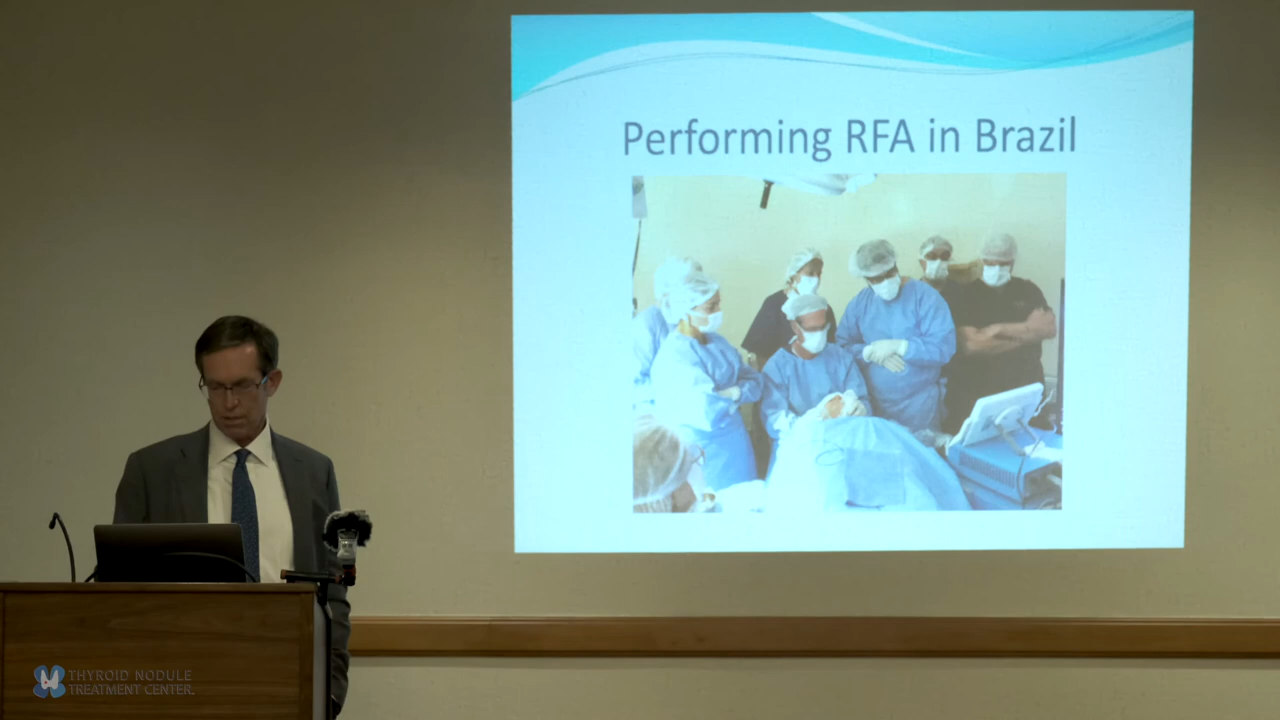 Performing RFA in Brazil
THYROID NODULE
TREATMENT CENTER.